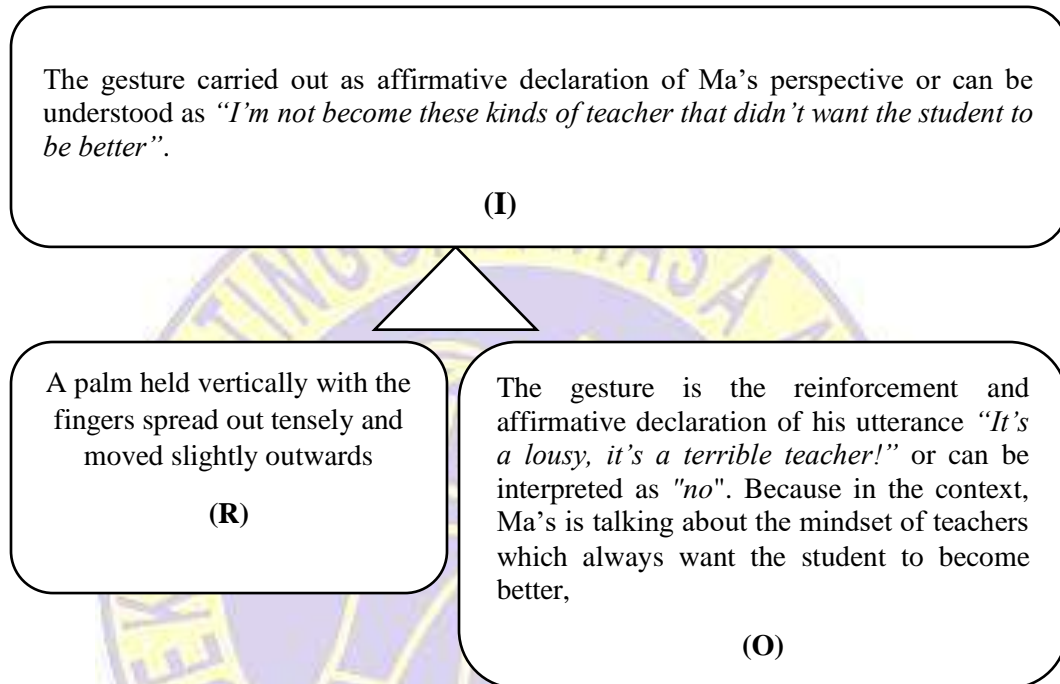 The gesture carried out as affirmative declaration of Ma's perspective or can be
understood as “I'm not become these kinds of teacher that didn't want the student to
be better”.
(I)
A palm held vertically with the
fingers spread out tensely and
moved slightly outwards
(R)
The gesture is the reinforcement and
affirmative declaration of his utterance “It's
a lousy, it's a terrible teacher!” or can be
interpreted as "no". Because in the context,
Ma's is talking about the mindset of teachers
which always want the student to become
better,
(O)